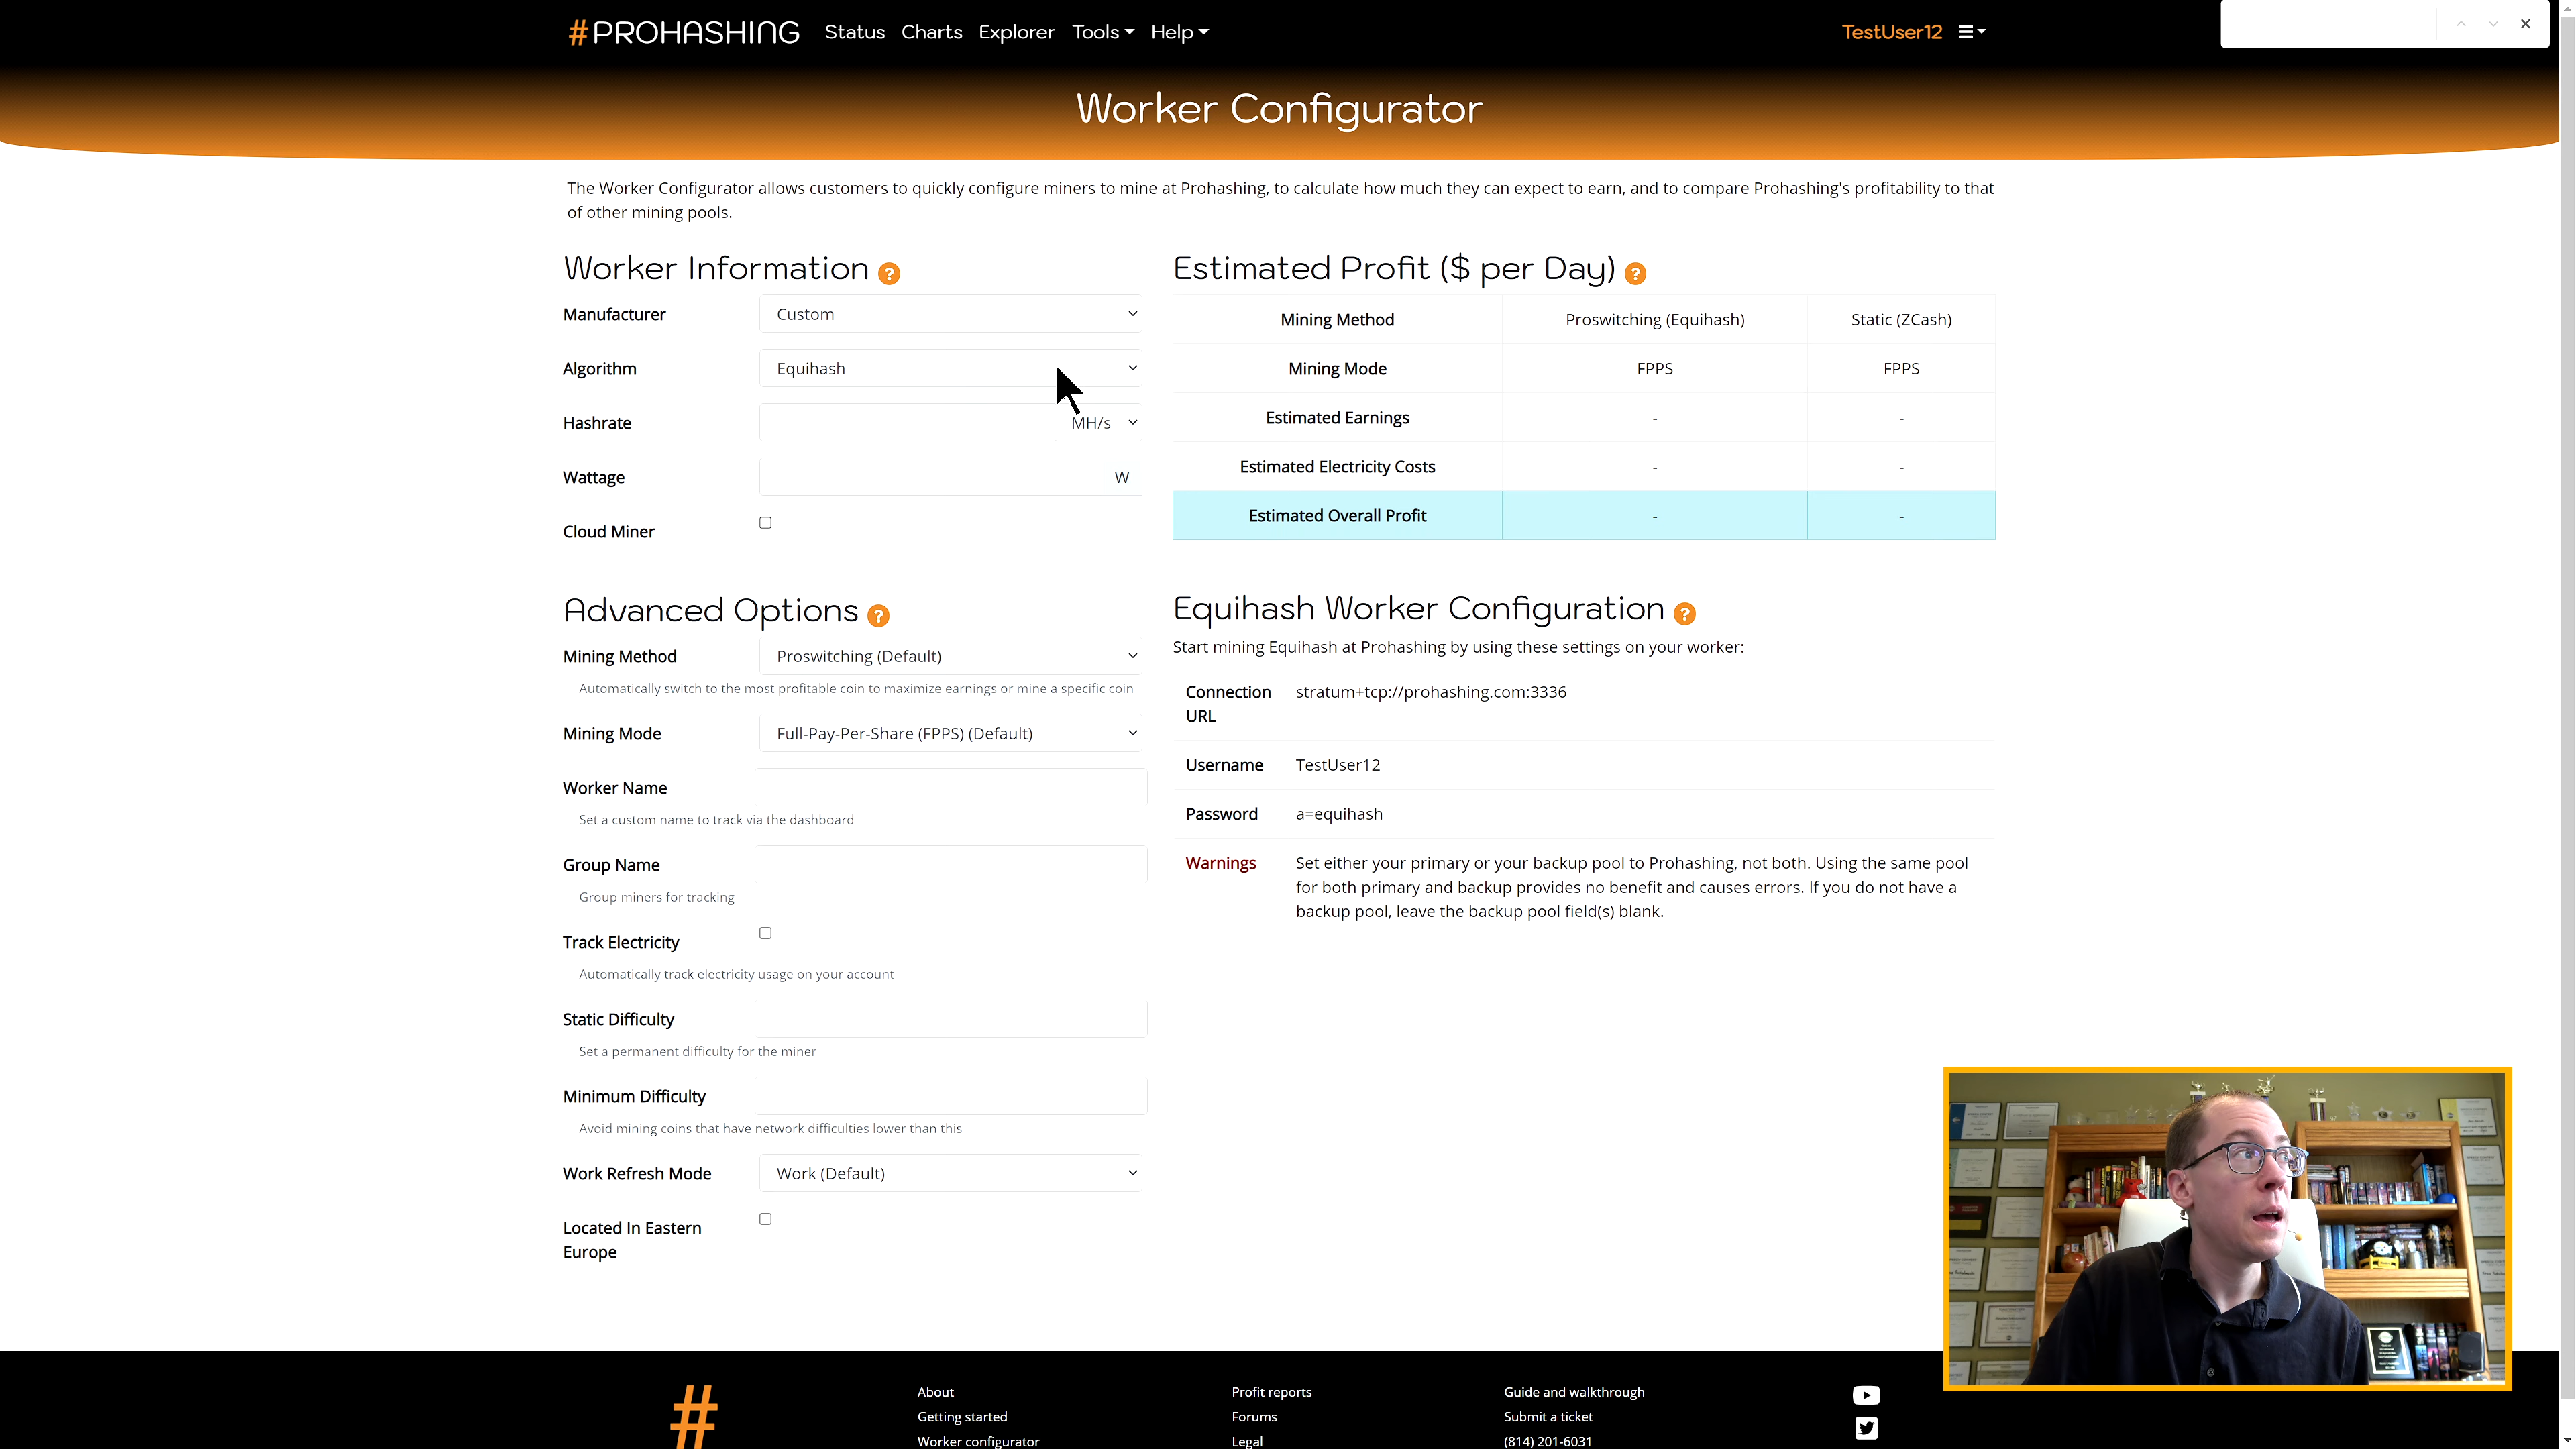 #PROHASHING Status Charts Explorer Tools Help TestUser12
Worker Configurator
The Worker Configurator allows customers to quickly configure miners to mine at Prohashing, to calculate how much they can expect to earn, and to compare Prohashing's profitability to that
of other mining pools.
Worker Information ?
Manufacturer Custom
Algorithm Equihash
Hashrate MH/s
Wattage W
Cloud Miner
Estimated Profit ($ per Day) ?
Mining Method Proswitching (Equihash) Static (ZCash)
Mining Mode FPPS FPPS
Estimated Earnings - -
Estimated Electricity Costs - -
Estimated Overall Profit - -
Advanced Options ?
Mining Method Proswitching (Default)
Automatically switch to the most profitable coin to maximize earnings or mine a specific coin
Mining Mode Full-Pay-Per-Share (FPPS) (Default)
Worker Name
Set a custom name to track via the dashboard
Group Name
Group miners for tracking
Track Electricity
Automatically track electricity usage on your account
Static Difficulty
Set a permanent difficulty for the miner
Minimum Difficulty
Avoid mining coins that have network difficulties lower than this
Work Refresh Mode Work (Default)
Located In Eastern
Europe
Equihash Worker Configuration ?
Start mining Equihash at Prohashing by using these settings on your worker:
Connection stratum+tcp://prohashing.com:3336
URL
Username TestUser12
Password a=equihash
Warnings Set either your primary or your backup pool to Prohashing, not both. Using the same pool
for both primary and backup provides no benefit and causes errors. If you do not have a
backup pool, leave the backup pool field(s) blank.
#
About
Getting started
Worker configurator
Profit reports
Forums
Legal
Guide and walkthrough
Submit a ticket
(814) 201-6031